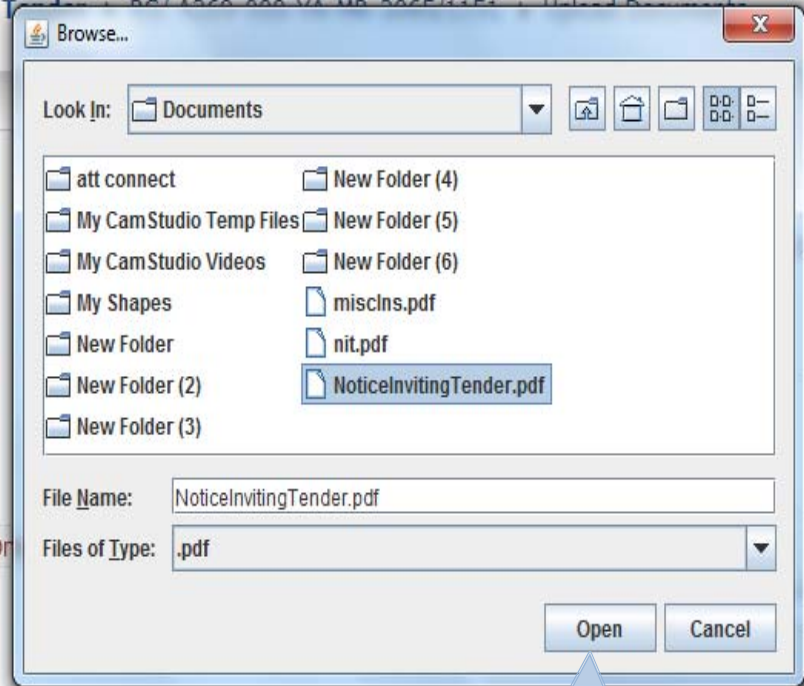 Browse...
Look In: Documents
att connect
My CamStudio Temp Files
My CamStudio Videos
My Shapes
New Folder
New Folder (2)
New Folder (3)
New Folder (4)
New Folder (5)
New Folder (6)
miscIns.pdf
nit.pdf
NoticeInvitingTender.pdf
File Name: NoticeInvitingTender.pdf
Files of Type: .pdf
Open Cancel